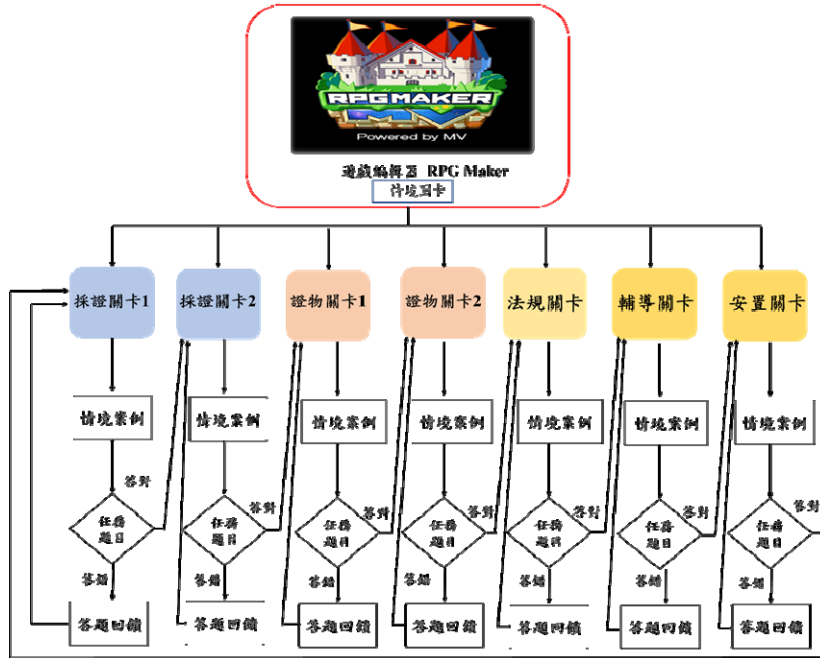 RPGMAKER
MV
Powered by MV
遊戲編輯器 RPG Maker
情境關卡
採證關卡1
採證關卡2
證物關卡1
證物關卡2
法規關卡
輔導關卡
安置關卡
情境案例
情境案例
情境案例
情境案例
情境案例
情境案例
情境案例
答對
答對
答對
答對
答對
答對
答對
任務
題目
任務
題目
任務
題目
任務
題目
任務
題目
任務
題目
任務
題目
答錯
答錯
答錯
答錯
答錯
答錯
答錯
答題回饋
答題回饋
答題回饋
答題回饋
答題回饋
答題回饋
答題回饋